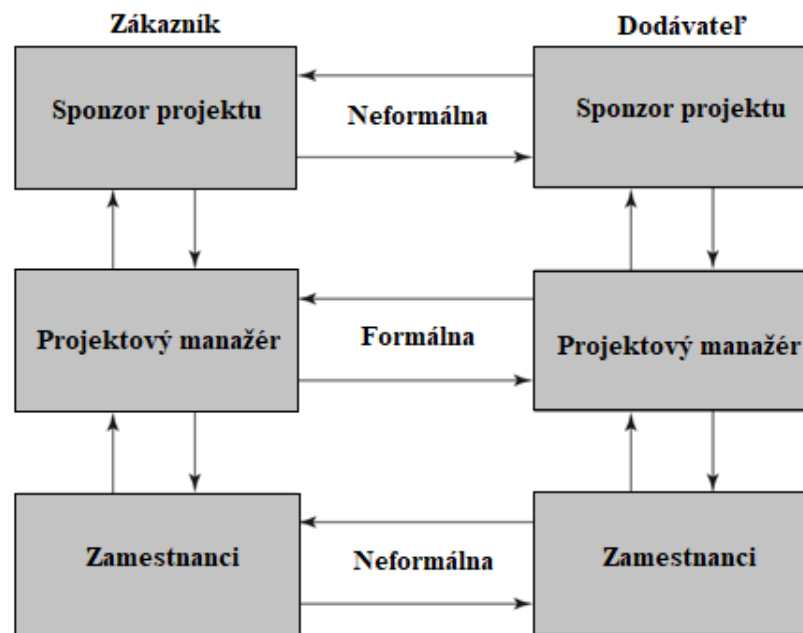 Zákazník
Dodávateľ
Sponzor projektu
Neformálna
Sponzor projektu
Projektový manažér
Formálna
Projektový manažér
Zamestnanci
Neformálna
Zamestnanci